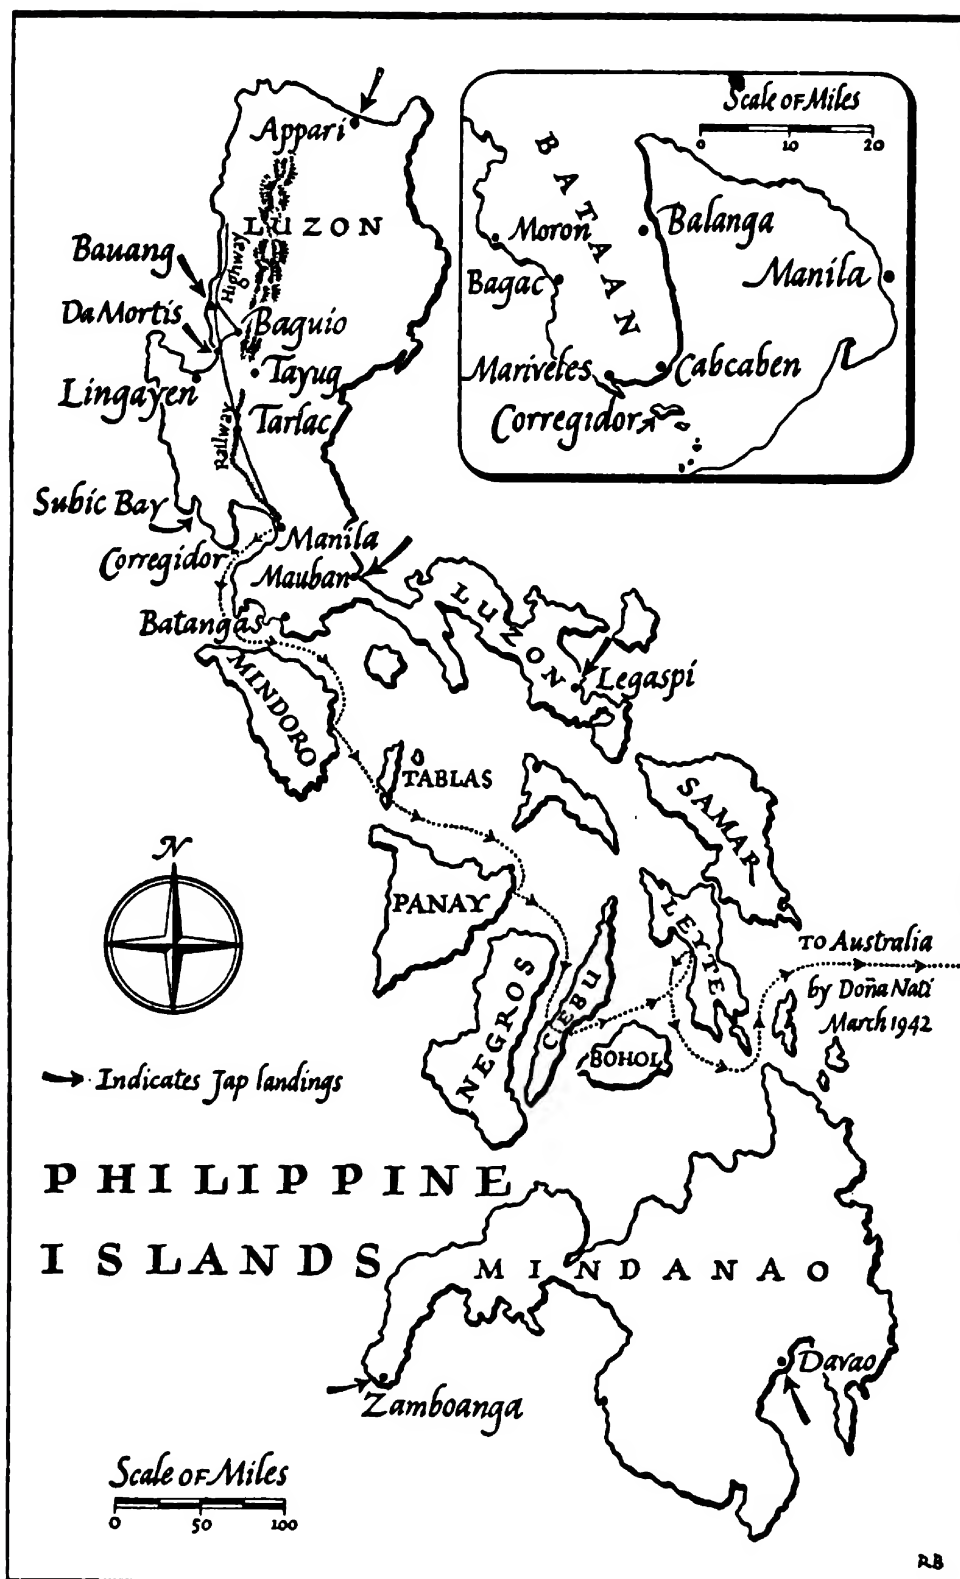 Appari
LUZON
Bauang
Highway
DaMortis
Baguio
Tayug
Lingayen
Tarlac
Railway
Subic Bay
Manila
Corregidor
Mauban
Batangas
LUZON
Legaspi
MINDORO
TABLAS
SAMAR
PANAY
LEYTE
NEGROS
CEBU
BOHOL
TO Australia
by Doña Nati
March 1942
N
Indicates Jap landings
PHILIPPINE
ISLANDS
MINDANAO
Davao
Zamboanga
Scale OF Miles
0 50 100
RB
Scale OF Miles
0 10 20
BATAAN
Moron
Balanga
Bagac
Manila
Mariveles
Cabcaben
Corregidor